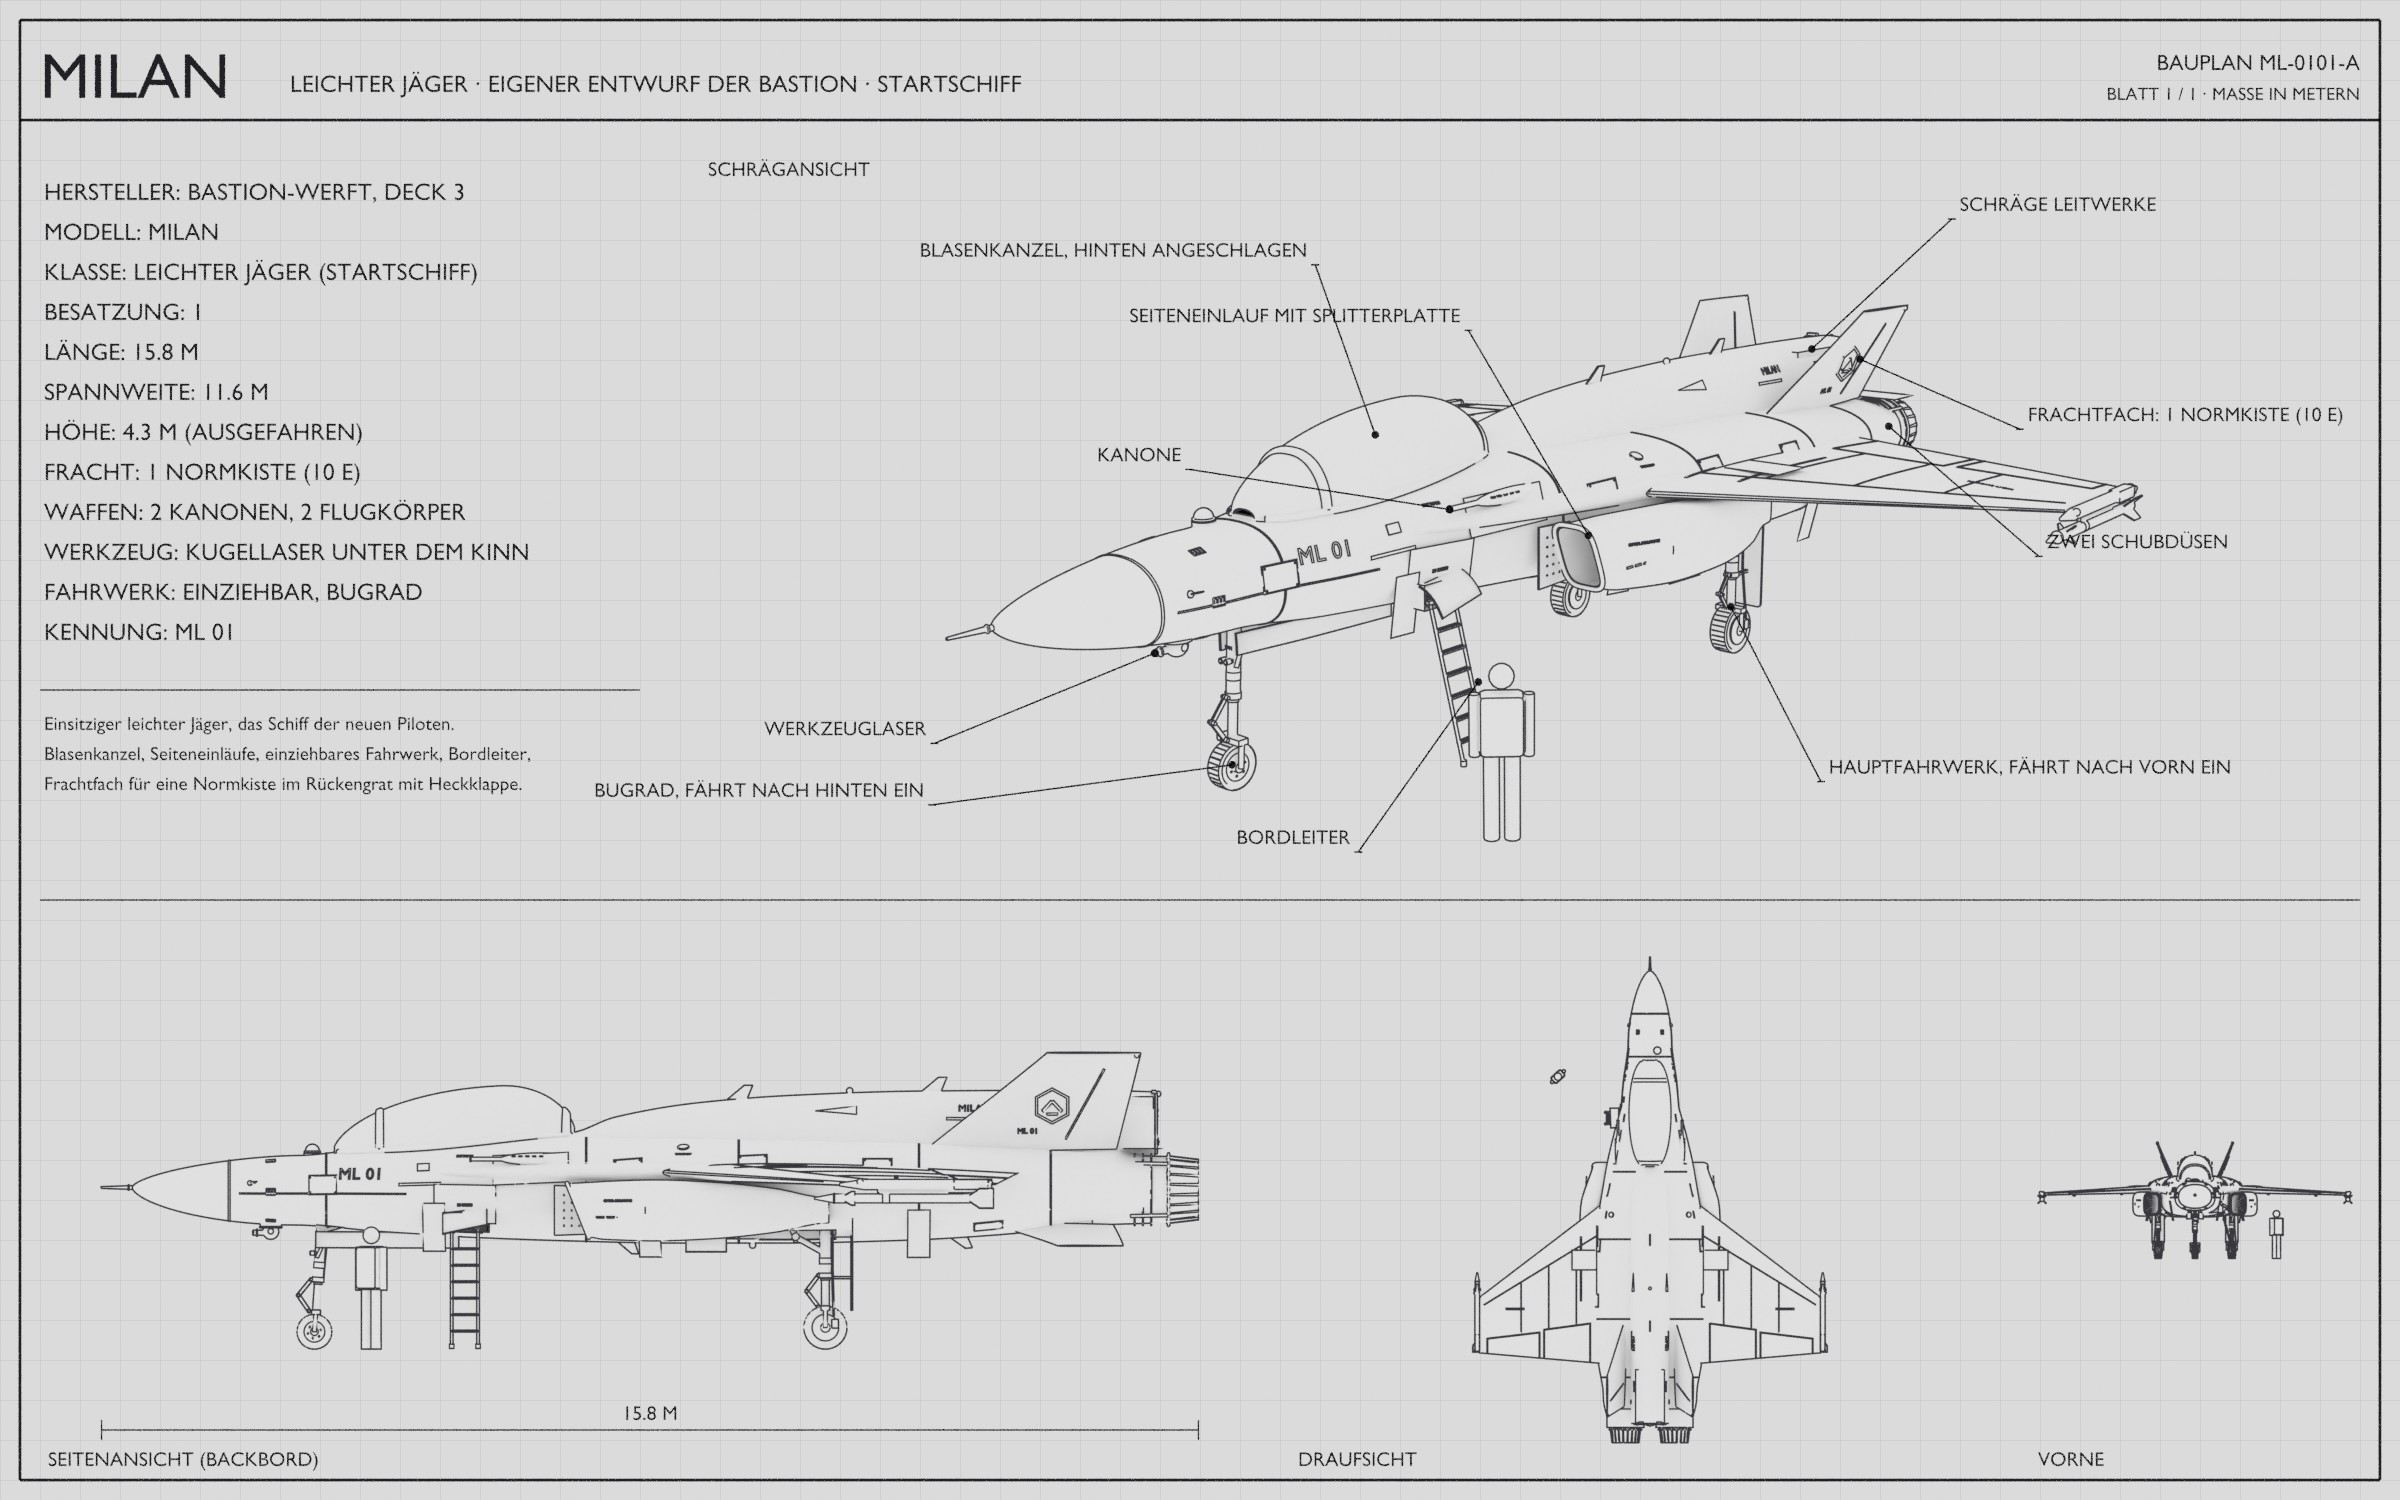 MILAN
LEICHTER JÄGER · EIGENER ENTWURF DER BASTION · STARTSCHIFF
BAUPLAN ML-0101-A
BLATT 1 / 1 · MASSE IN METERN
HERSTELLER: BASTION-WERFT, DECK 3
MODELL: MILAN
KLASSE: LEICHTER JÄGER (STARTSCHIFF)
BESATZUNG: 1
LÄNGE: 15.8 M
SPANNWEITE: 11.6 M
HÖHE: 4.3 M (AUSGEFAHREN)
FRACHT: 1 NORMKISTE (10 E)
WAFFEN: 2 KANONEN, 2 FLUGKÖRPER
WERKZEUG: KUGELLASER UNTER DEM KINN
FAHRWERK: EINZIEHBAR, BUGRAD
KENNUNG: ML 01
Einsitziger leichter Jäger, das Schiff der neuen Piloten.
Blasenkanzel, Seiteneinläufe, einziehbares Fahrwerk, Bordleiter,
Frachtfach für eine Normkiste im Rückengrat mit Heckklappe.
SCHRÄGANSICHT
SCHRÄGE LEITWERKE
BLASENKANZEL, HINTEN ANGESCHLAGEN
SEITENEINLAUF MIT SPLITTERPLATTE
MILAN
ML 01
FRACHTFACH: 1 NORMKISTE (10 E)
KANONE
ZWEI SCHUBDÜSEN
ML 01
WERKZEUGLASER
HAUPTFAHRWERK, FÄHRT NACH VORN EIN
BUGRAD, FÄHRT NACH HINTEN EIN
BORDLEITER
ML 01
ML 01
15.8 M
SEITENANSICHT (BACKBORD)
10
01
DRAUFSICHT
VORNE